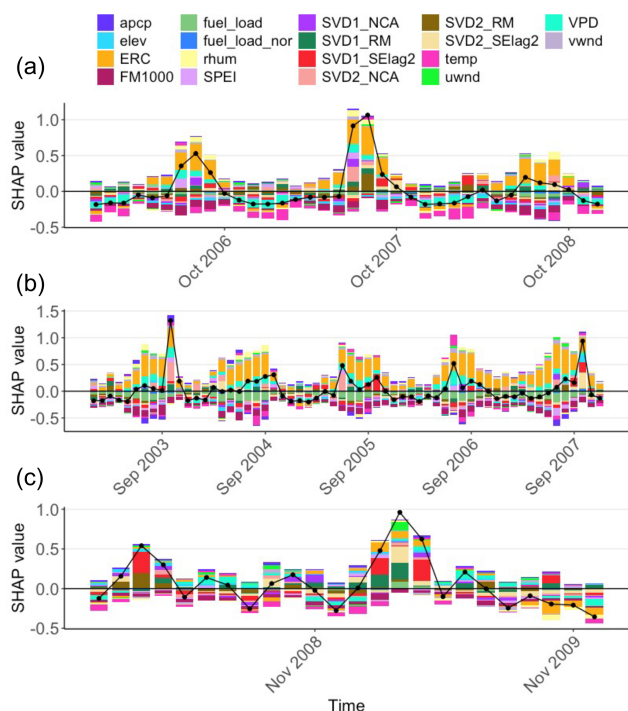 apcp fuel_load SVD1_NCA SVD2_RM VPD
elev fuel_load_nor SVD1_RM SVD2_SElag2 vwnd
ERC rhum SVD1_SElag2 temp
FM1000 SPEI SVD2_NCA uwnd
(a)
SHAP value
1.0
0.5
0.0
-0.5
Oct 2006
Oct 2007
Oct 2008
(b)
SHAP value
1.5
1.0
0.5
0.0
-0.5
Sep 2003
Sep 2004
Sep 2005
Sep 2006
Sep 2007
(c)
SHAP value
1.0
0.5
0.0
-0.5
Nov 2008
Nov 2009
Time